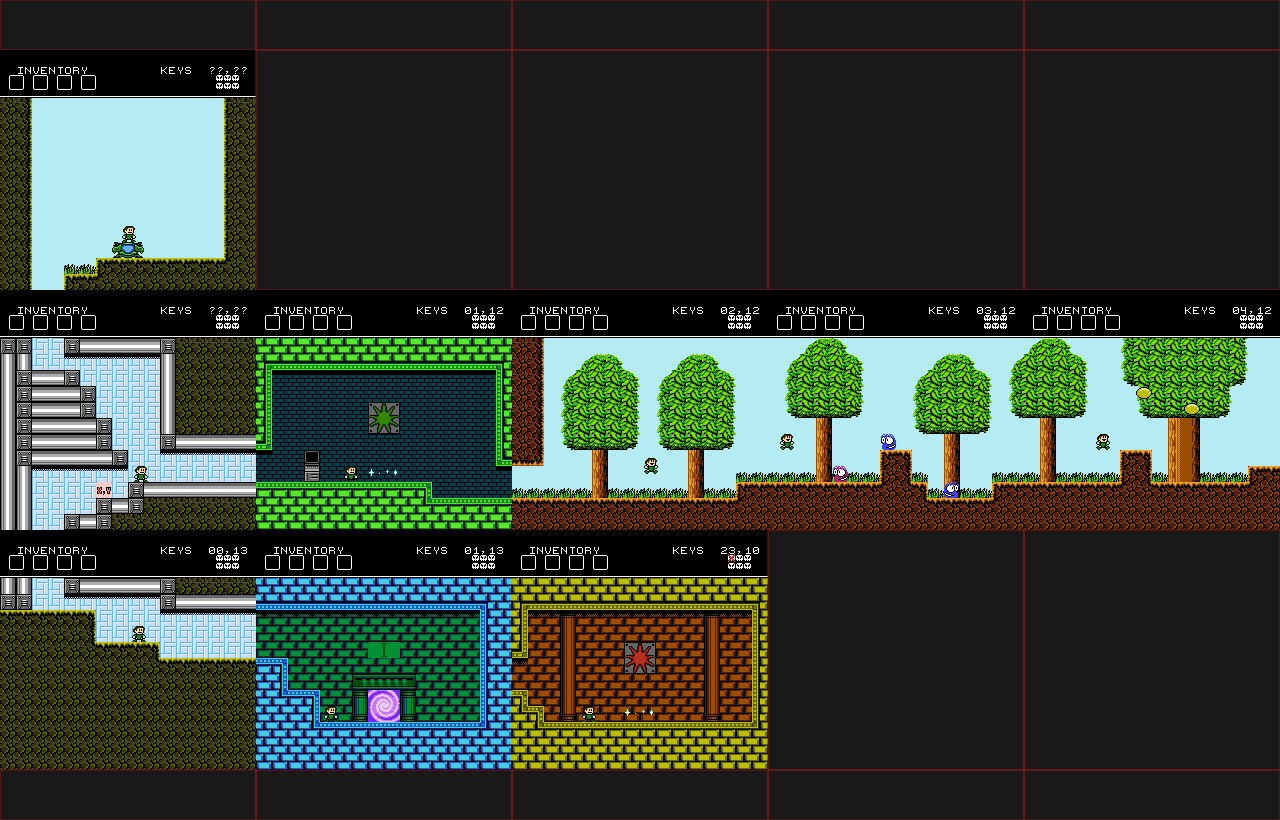 INVENTORY KEYS ??.??
INVENTORY KEYS ??.??
INVENTORY KEYS 01.12
INVENTORY KEYS 02.12
INVENTORY KEYS 03.12
INVENTORY KEYS 04.12
INVENTORY KEYS 00.13
INVENTORY KEYS 01.13
INVENTORY KEYS 23.10